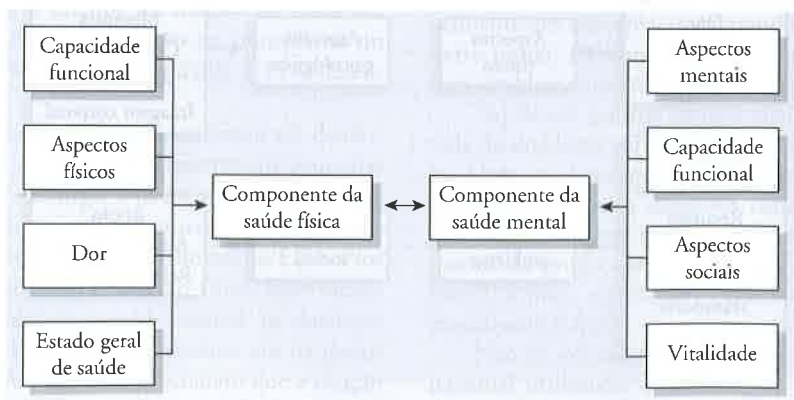 Capacidade
funcional
Aspectos
físicos
Dor
Estado geral
de saúde
Componente da
saúde física
Componente da
saúde mental
Aspectos
mentais
Capacidade
funcional
Aspectos
sociais
Vitalidade